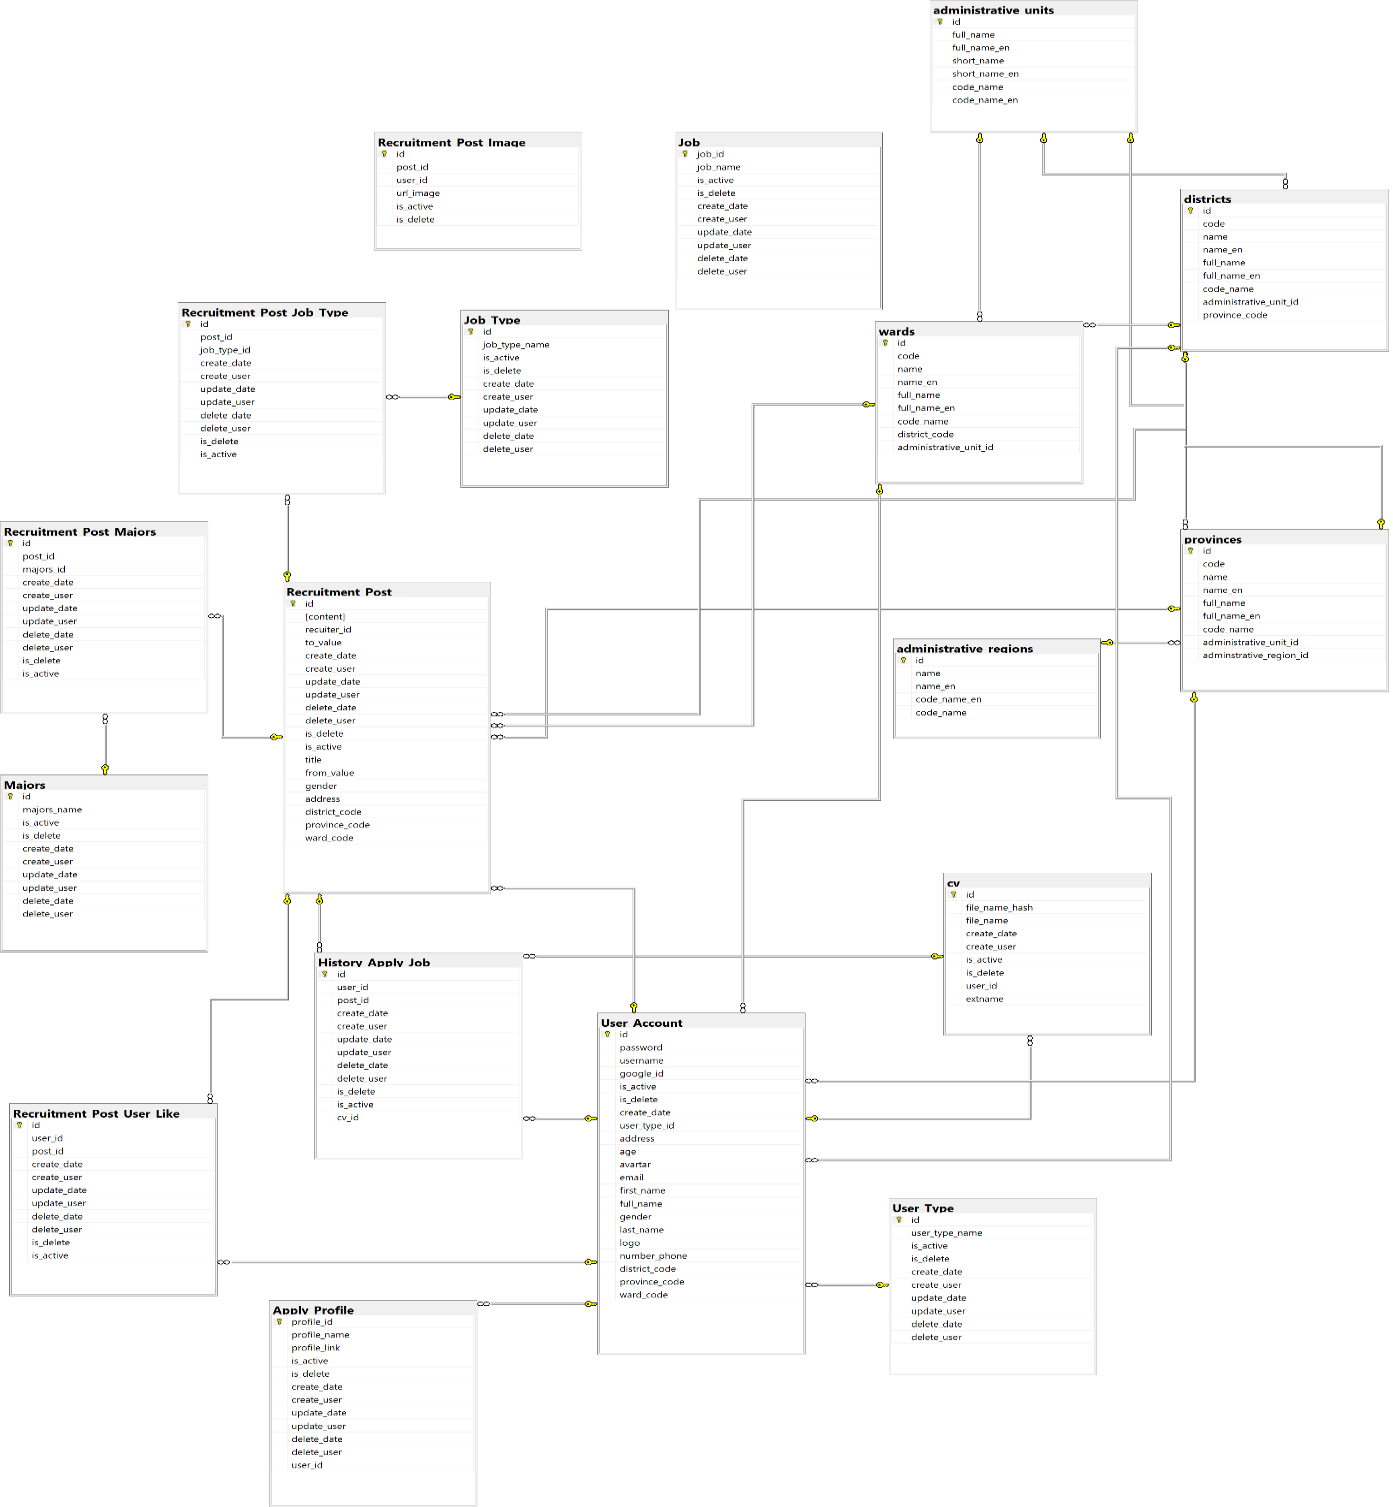 administrative_units
id
full_name
full_name_en
short_name
short_name_en
code_name
code_name_en
Recruitment_Post_Image
id
post_id
user_id
url_image
is_active
is_delete
Job
job_id
job_name
is_active
is_delete
create_date
create_user
update_date
update_user
delete_date
delete_user
districts
id
code
name
name_en
full_name
full_name_en
code_name
administrative_unit_id
province_code
Recruitment_Post_Job_Type
id
post_id
job_type_id
create_date
create_user
update_date
update_user
delete_date
delete_user
is_delete
is_active
Job_Type
id
job_type_name
is_active
is_delete
create_date
create_user
update_date
update_user
delete_date
delete_user
wards
id
code
name
name_en
full_name
full_name_en
code_name
district_code
administrative_unit_id
Recruitment_Post_Majors
id
post_id
majors_id
create_date
create_user
update_date
update_user
delete_date
delete_user
is_delete
is_active
provinces
id
code
name
name_en
full_name
full_name_en
code_name
administrative_unit_id
adminstrative_region_id
Recruitment_Post
id
[content]
recuiter_id
to_value
create_date
create_user
update_date
update_user
delete_date
delete_user
is_delete
is_active
title
from_value
gender
address
district_code
province_code
ward_code
administrative_regions
id
name
name_en
code_name_en
code_name
Majors
id
majors_name
is_active
is_delete
create_date
create_user
update_date
update_user
delete_date
delete_user
cv
id
file_name_hash
file_name
create_date
create_user
is_active
is_delete
user_id
extname
History_Apply_Job
id
user_id
post_id
create_date
create_user
update_date
update_user
delete_date
delete_user
is_delete
is_active
cv_id
User_Account
id
password
username
google_id
is_active
is_delete
create_date
user_type_id
address
age
avartar
email
first_name
full_name
gender
last_name
logo
number_phone
district_code
province_code
ward_code
Recruitment_Post_User_Like
id
user_id
post_id
create_date
create_user
update_date
update_user
delete_date
delete_user
is_delete
is_active
User_Type
id
user_type_name
is_active
is_delete
create_date
create_user
update_date
update_user
delete_date
delete_user
Apply_Profile
profile_id
profile_name
profile_link
is_active
is_delete
create_date
create_user
update_date
update_user
delete_date
delete_user
user_id